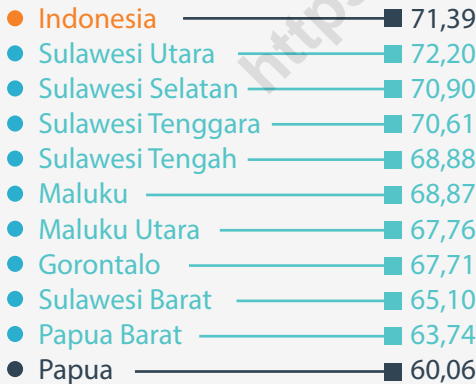 https
Indonesia 71,39
Sulawesi Utara 72,20
Sulawesi Selatan 70,90
Sulawesi Tenggara 70,61
Sulawesi Tengah 68,88
Maluku 68,87
Maluku Utara 67,76
Gorontalo 67,71
Sulawesi Barat 65,10
Papua Barat 63,74
Papua 60,06